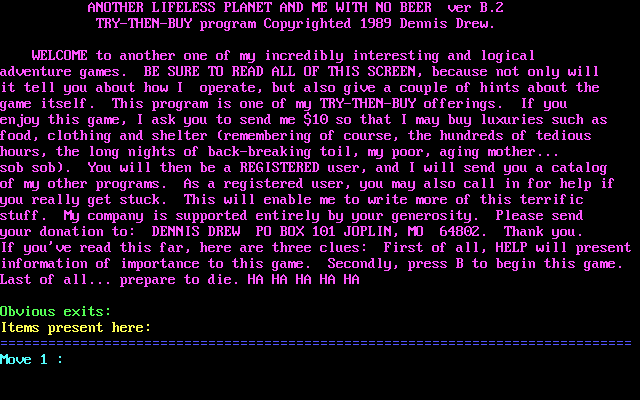 ANOTHER LIFELESS PLANET AND ME WITH NO BEER  ver B.2
TRY-THEN-BUY program Copyrighted 1989 Dennis Drew.
WELCOME to another one of my incredibly interesting and logical
adventure games.  BE SURE TO READ ALL OF THIS SCREEN, because not only will
it tell you about how I  operate, but also give a couple of hints about the
game itself.  This program is one of my TRY-THEN-BUY offerings.  If you
enjoy this game, I ask you to send me $10 so that I may buy luxuries such as
food, clothing and shelter (remembering of course, the hundreds of tedious
hours, the long nights of back-breaking toil, my poor, aging mother...
sob sob).  You will then be a REGISTERED user, and I will send you a catalog
of my other programs.  As a registered user, you may also call in for help if
you really get stuck.  This will enable me to write more of this terrific
stuff.  My company is supported entirely by your generosity.  Please send
your donation to:  DENNIS DREW  PO BOX 101 JOPLIN, MO  64802.  Thank you.
If you've read this far, here are three clues:  First of all, HELP will present
information of importance to this game.  Secondly, press B to begin this game.
Last of all... prepare to die. HA HA HA HA HA
Obvious exits:
Items present here:
===============================================================================
Move 1 :